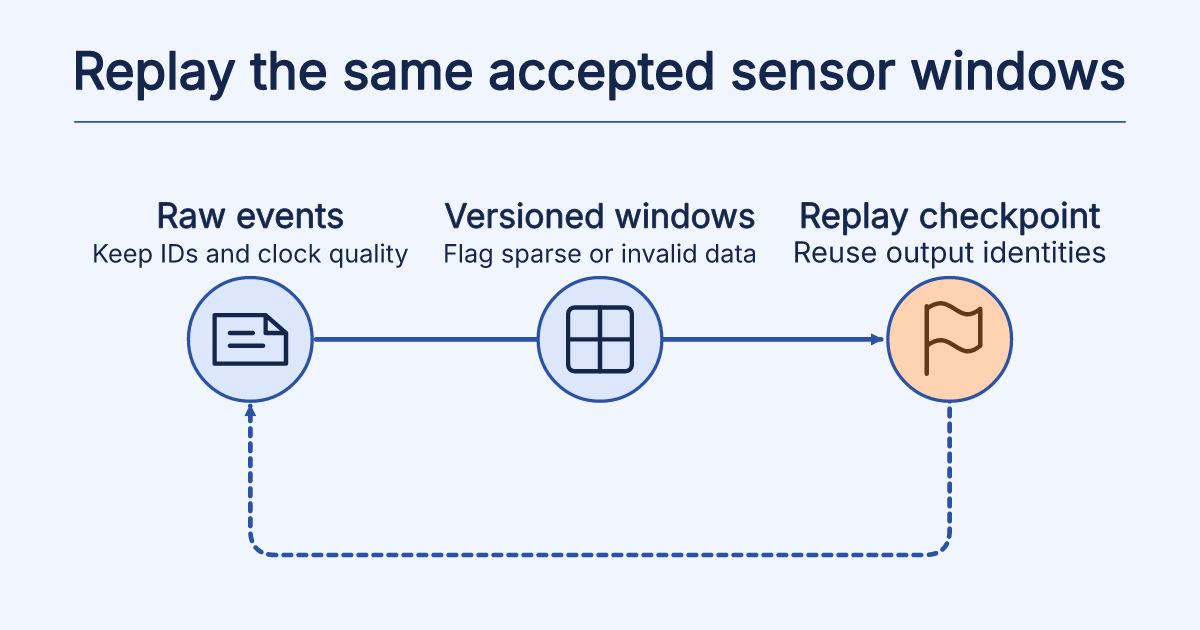 Replay the same accepted sensor windows
Raw events
Keep IDs and clock quality
Versioned windows
Flag sparse or invalid data
Replay checkpoint
Reuse output identities